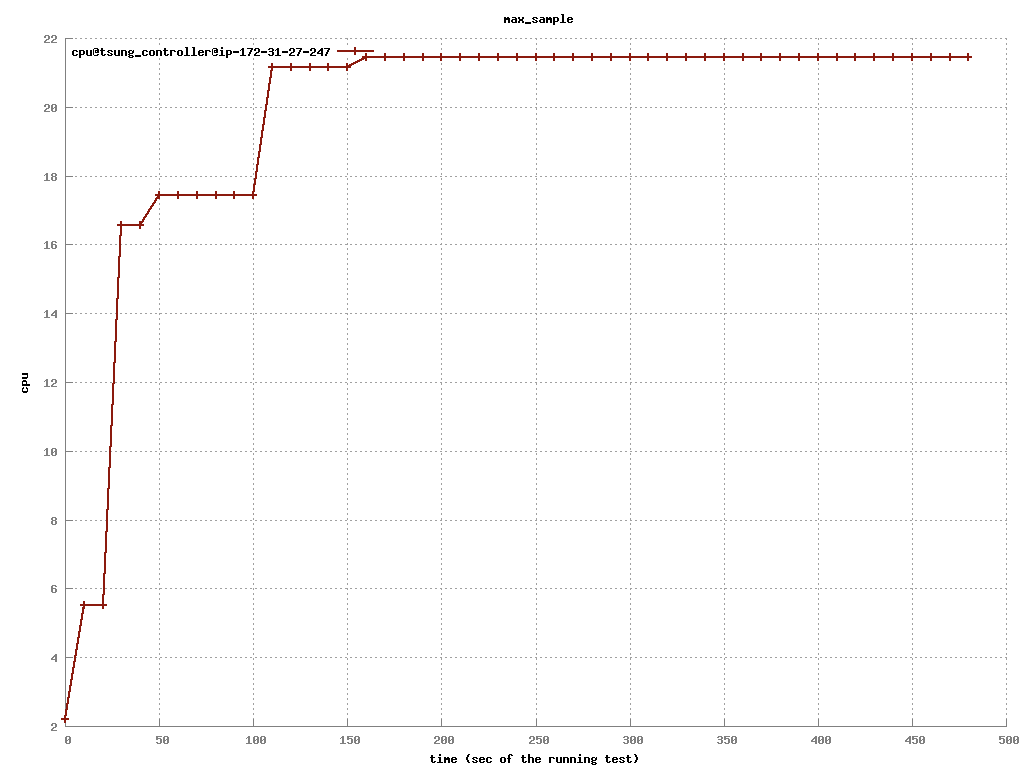 max_sample
cpu@tsung_controller@ip-172-31-27-247
22
20
18
16
14
12
10
8
6
4
2
cpu
0 50 100 150 200 250 300 350 400 450 500
time (sec of the running test)